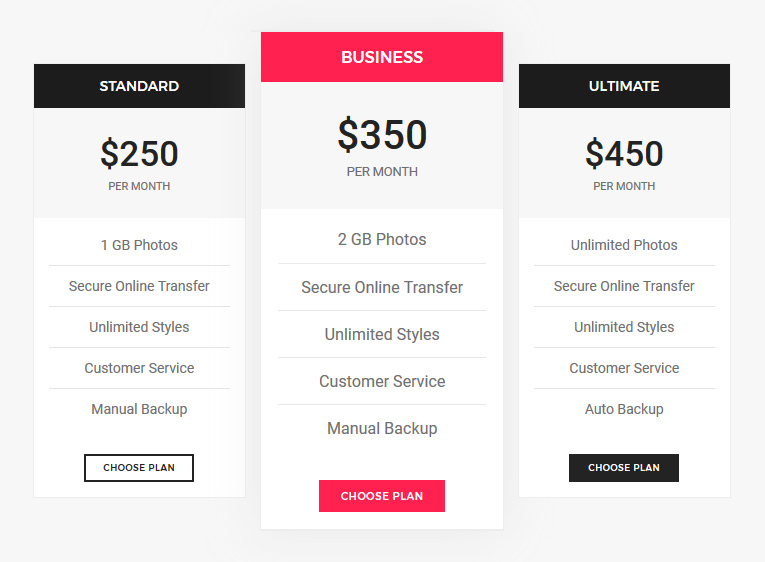 STANDARD
$250
PER MONTH
1 GB Photos
Secure Online Transfer
Unlimited Styles
Customer Service
Manual Backup
CHOOSE PLAN
BUSINESS
$350
PER MONTH
2 GB Photos
Secure Online Transfer
Unlimited Styles
Customer Service
Manual Backup
CHOOSE PLAN
ULTIMATE
$450
PER MONTH
Unlimited Photos
Secure Online Transfer
Unlimited Styles
Customer Service
Auto Backup
CHOOSE PLAN